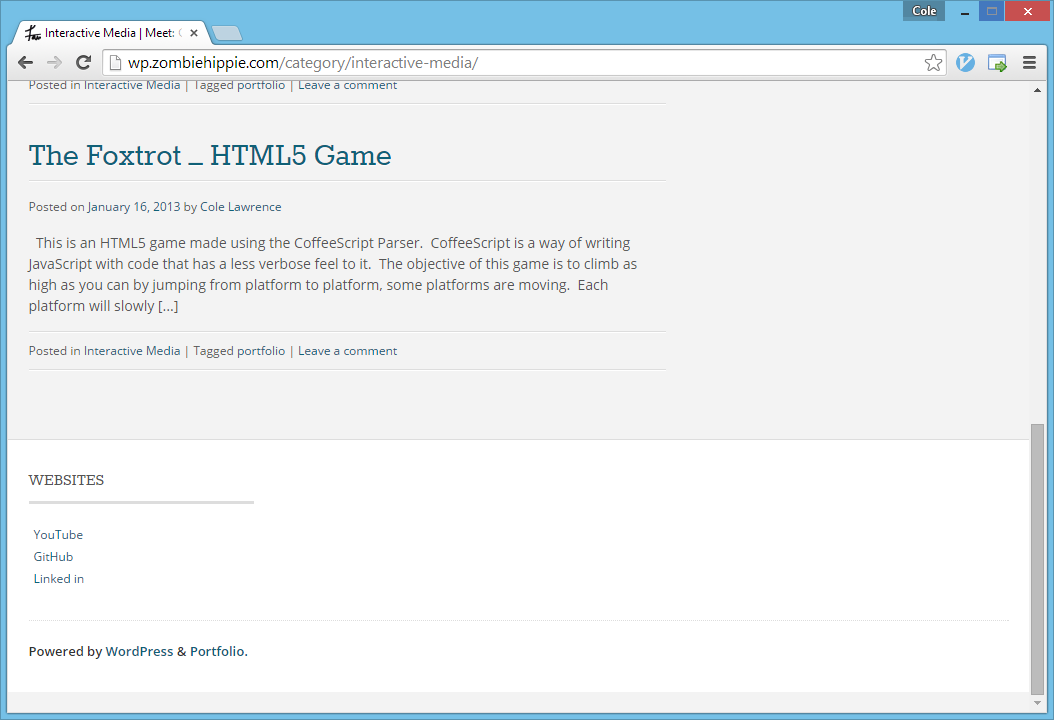 Cole
Interactive Media | Meet: C
wp.zombiehippie.com/category/interactive-media/
Posted in Interactive Media | Tagged portfolio | Leave a comment
The Foxtrot _ HTML5 Game
Posted on January 16, 2013 by Cole Lawrence
This is an HTML5 game made using the CoffeeScript Parser.  CoffeeScript is a way of writing
JavaScript with code that has a less verbose feel to it.  The objective of this game is to climb as
high as you can by jumping from platform to platform, some platforms are moving.  Each
platform will slowly [...]
Posted in Interactive Media | Tagged portfolio | Leave a comment
WEBSITES
YouTube
GitHub
Linked in
Powered by WordPress & Portfolio.